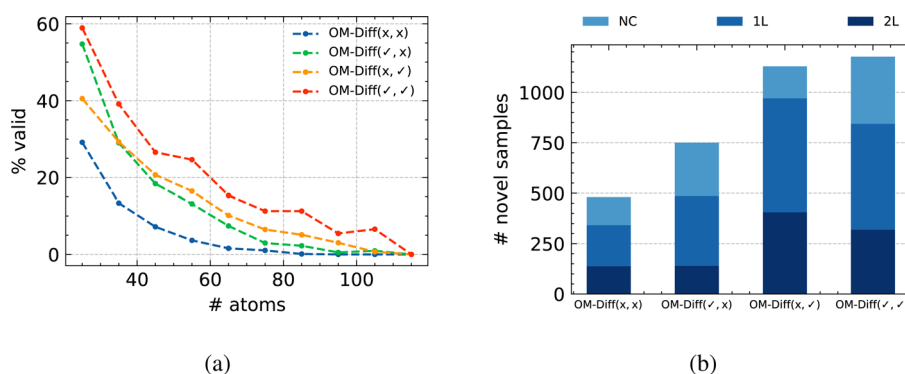 60
40
20
0
% valid
40
60
80
100
# atoms
OM-Diff(x, x)
OM-Diff(✓, x)
OM-Diff(x, ✓)
OM-Diff(✓, ✓)
(a)
NC
1L
2L
1000
750
500
250
0
# novel samples
OM-Diff(x, x)
OM-Diff(✓, x)
OM-Diff(x, ✓)
OM-Diff(✓, ✓
(b)